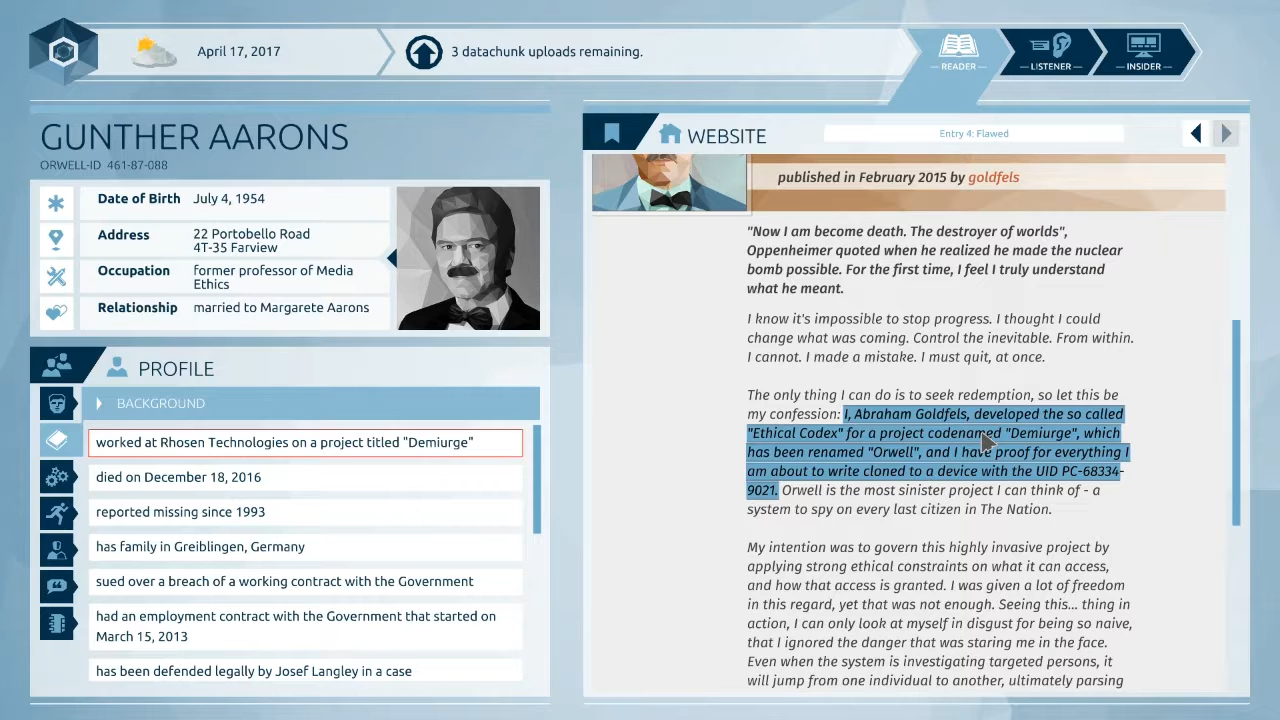 April 17, 2017
3 datachunk uploads remaining.
— READER —
— LISTENER —
— INSIDER —
GUNTHER AARONS
ORWELL-ID 461-87-088
Date of Birth July 4, 1954
Address 22 Portobello Road
4T-35 Farview
Occupation former professor of Media
Ethics
Relationship married to Margarete Aarons
PROFILE
BACKGROUND
worked at Rhosen Technologies on a project titled "Demiurge"
died on December 18, 2016
reported missing since 1993
has family in Greiblingen, Germany
sued over a breach of a working contract with the Government
had an employment contract with the Government that started on
March 15, 2013
has been defended legally by Josef Langley in a case
WEBSITE
Entry 4: Flawed
published in February 2015 by goldfels
"Now I am become death. The destroyer of worlds",
Oppenheimer quoted when he realized he made the nuclear
bomb possible. For the first time, I feel I truly understand
what he meant.
I know it's impossible to stop progress. I thought I could
change what was coming. Control the inevitable. From within.
I cannot. I made a mistake. I must quit, at once.
The only thing I can do is to seek redemption, so let this be
my confession: I, Abraham Goldfels, developed the so called
"Ethical Codex" for a project codenamed "Demiurge", which
has been renamed "Orwell", and I have proof for everything I
am about to write cloned to a device with the UID PC-68334-
9021. Orwell is the most sinister project I can think of - a
system to spy on every last citizen in The Nation.
My intention was to govern this highly invasive project by
applying strong ethical constraints on what it can access,
and how that access is granted. I was given a lot of freedom
in this regard, yet that was not enough. Seeing this... thing in
action, I can only look at myself in disgust for being so naive,
that I ignored the danger that was staring me in the face.
Even when the system is investigating targeted persons, it
will jump from one individual to another, ultimately parsing